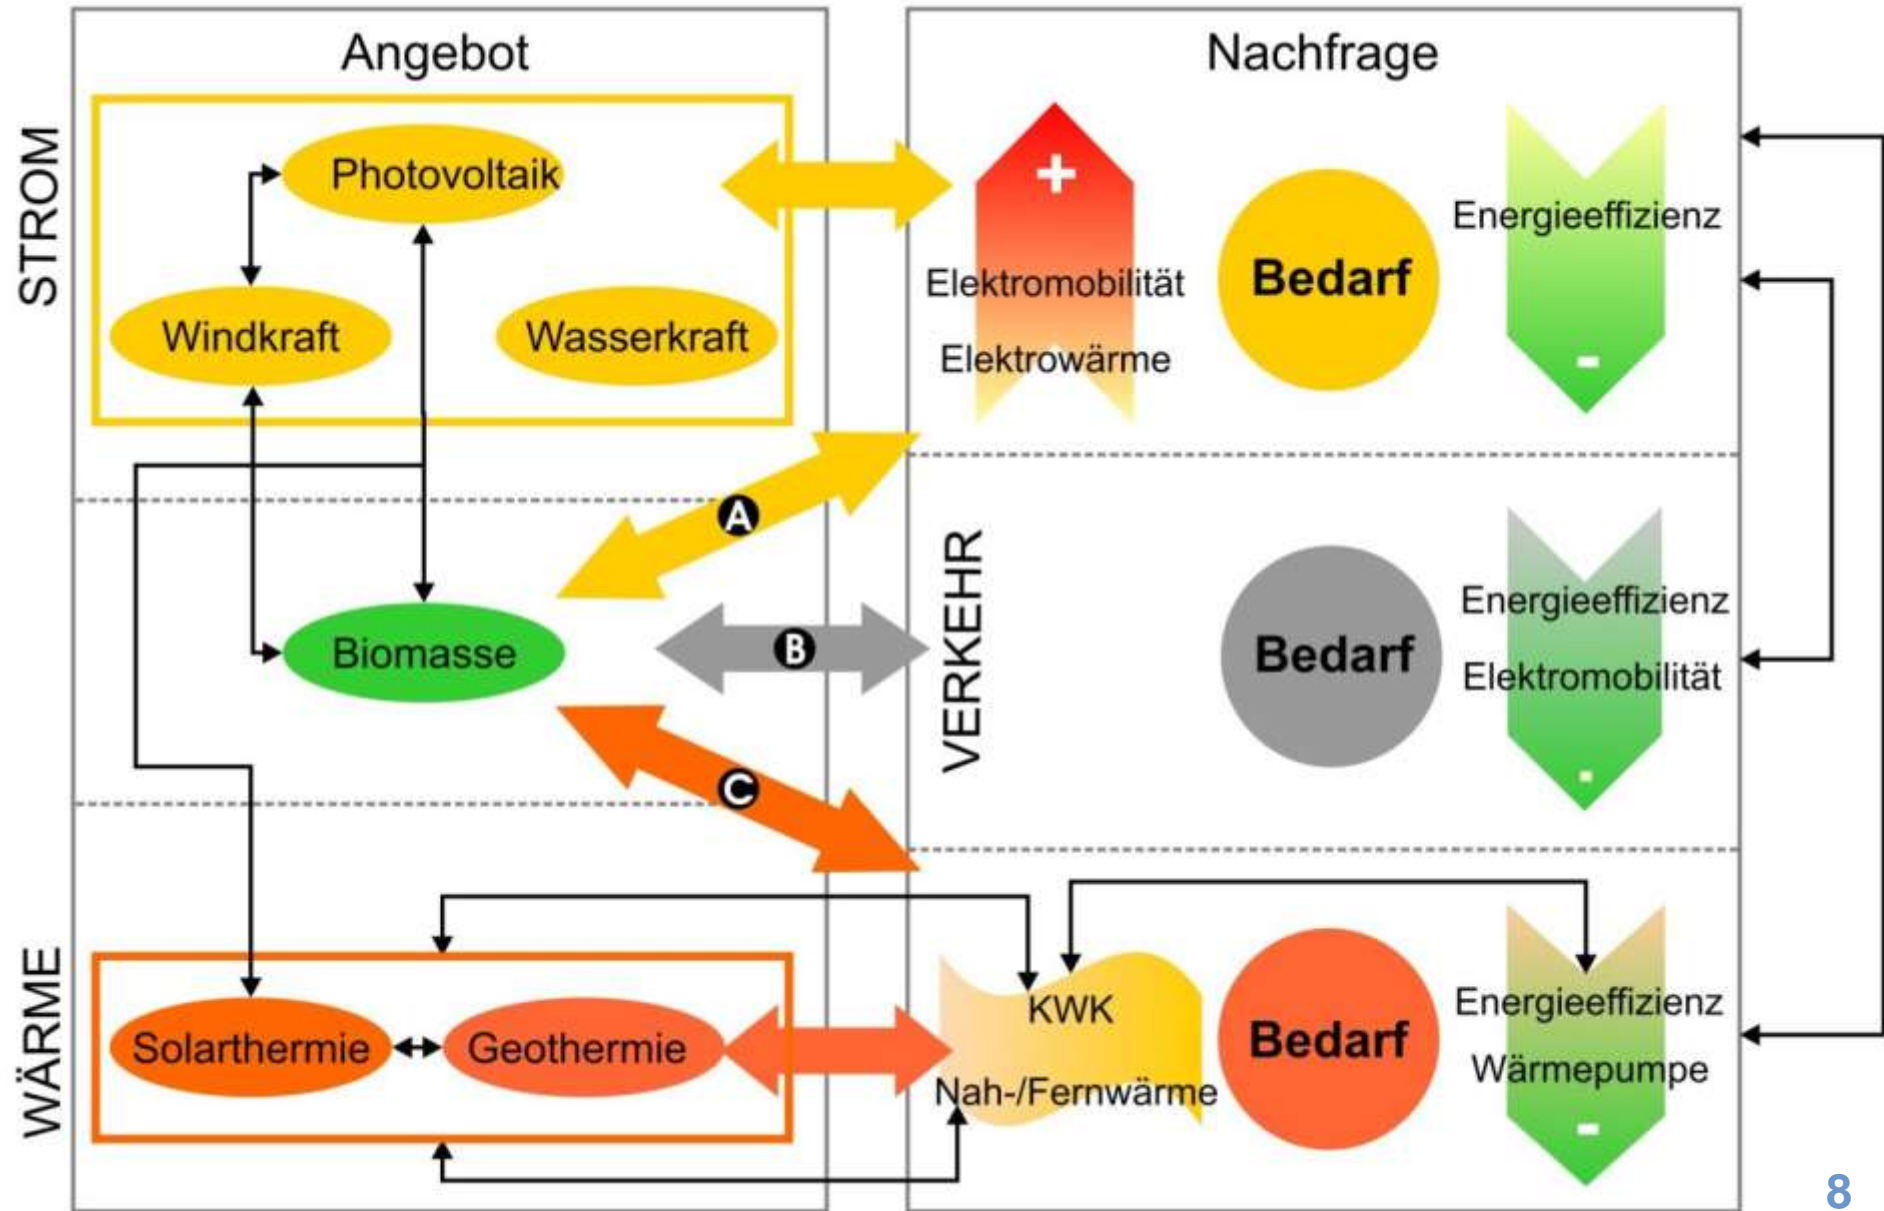 Angebot
Nachfrage
STROM
Photovoltaik
Windkraft
Wasserkraft
+
Elektromobilität
Elektrowärme
Bedarf
Energieeffizienz
-
A
Biomasse
B
C
VERKEHR
Bedarf
Energieeffizienz
Elektromobilität
-
WÄRME
Solarthermie
Geothermie
KWK
Nah-/Fernwärme
Bedarf
Energieeffizienz
Wärmepumpe
-
8